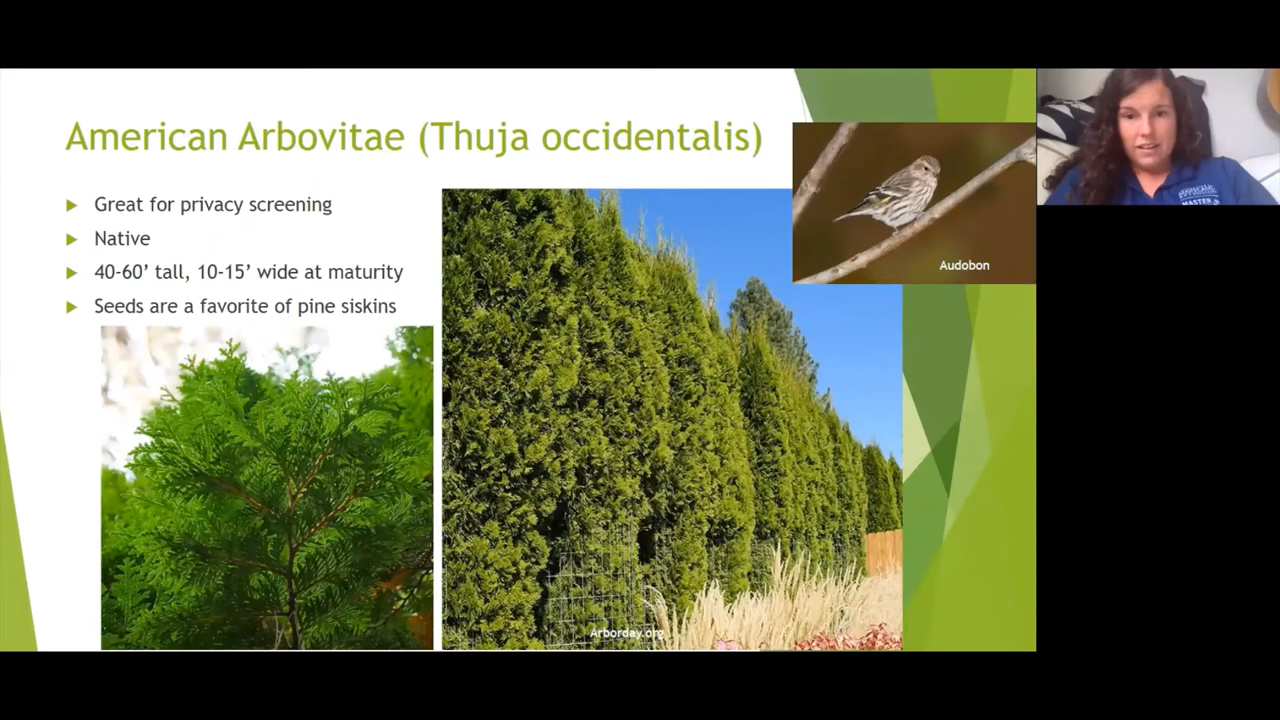 American Arbovitae (Thuja occidentalis)
Great for privacy screening
Native
40-60’ tall, 10-15’ wide at maturity
Seeds are a favorite of pine siskins
Audobon
Arborday.org
MASTER